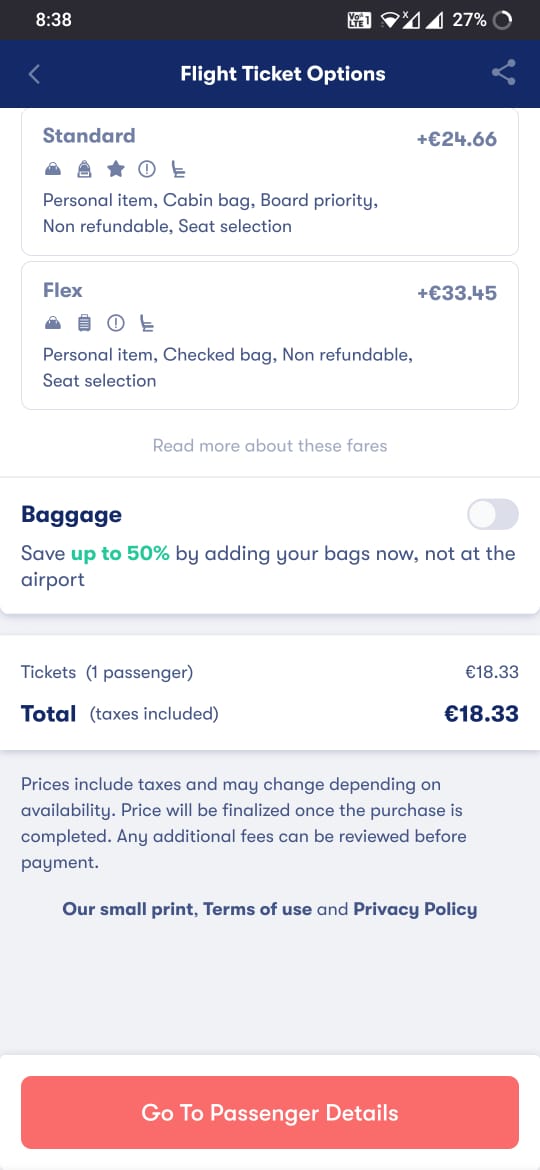 8:38
Vo LTE 1
27%
Flight Ticket Options
Standard
+€24.66
Personal item, Cabin bag, Board priority,
Non refundable, Seat selection
Flex
+€33.45
Personal item, Checked bag, Non refundable,
Seat selection
Read more about these fares
Baggage
Save up to 50% by adding your bags now, not at the
airport
Tickets (1 passenger)
€18.33
Total (taxes included)
€18.33
Prices include taxes and may change depending on
availability. Price will be finalized once the purchase is
completed. Any additional fees can be reviewed before
payment.
Our small print, Terms of use and Privacy Policy
Go To Passenger Details